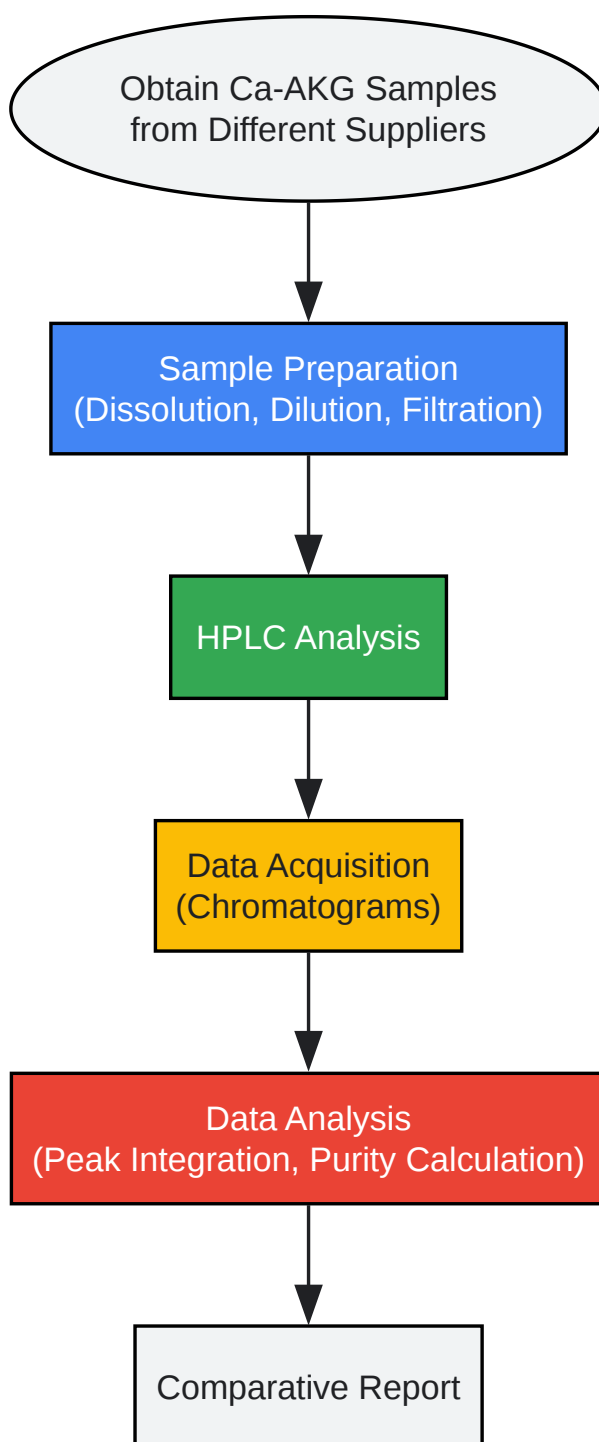 Obtain Ca-AKG Samples
from Different Suppliers
Sample Preparation
(Dissolution, Dilution, Filtration)
HPLC Analysis
Data Acquisition
(Chromatograms)
Data Analysis
(Peak Integration, Purity Calculation)
Comparative Report